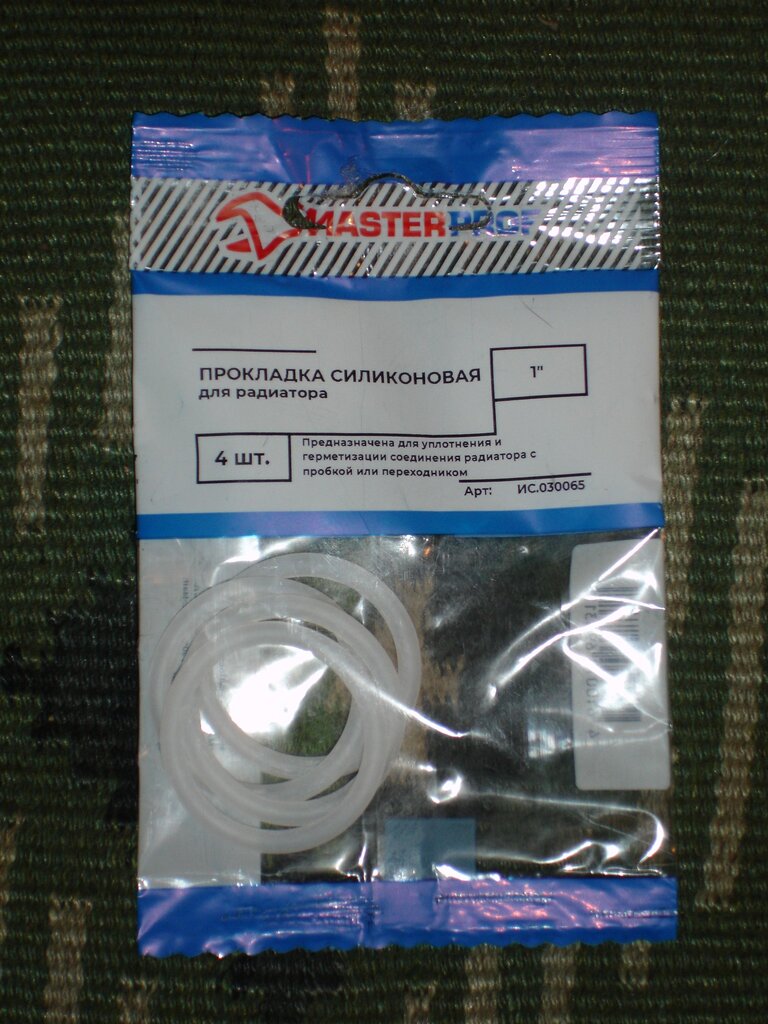 MASTERPROF
ПРОКЛАДКА СИЛИКОНОВАЯ
для радиатора
1"
4 шт.
Предназначена для уплотнения и
герметизации соединения радиатора с
пробкой или переходником
Арт: ИС.030065